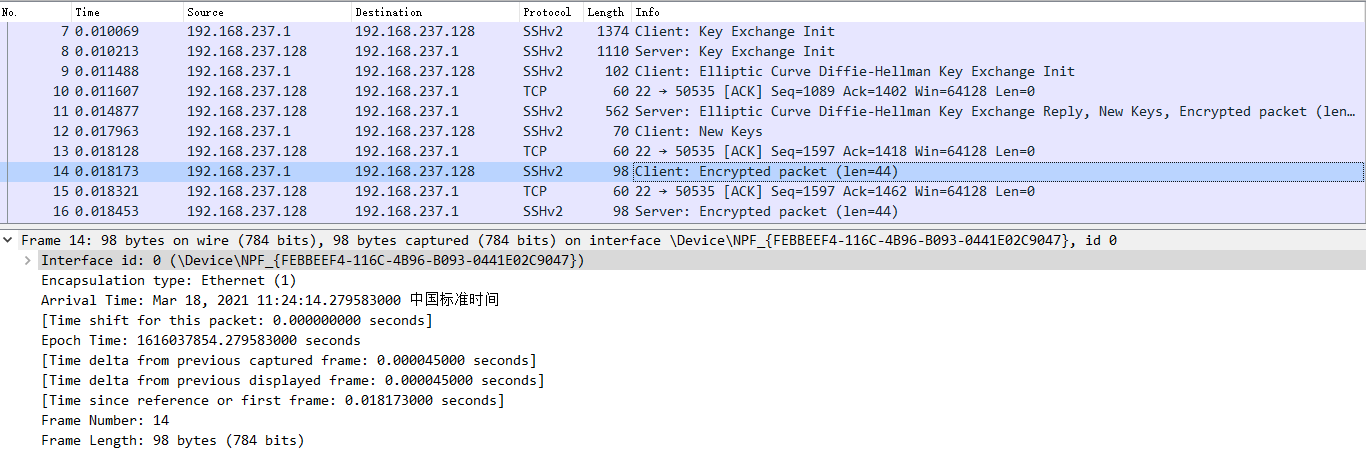 No. Time Source Destination Protocol Length Info
7 0.010069 192.168.237.1 192.168.237.128 SSHv2 1374 Client: Key Exchange Init
8 0.010213 192.168.237.128 192.168.237.1 SSHv2 1110 Server: Key Exchange Init
9 0.011488 192.168.237.1 192.168.237.128 SSHv2 102 Client: Elliptic Curve Diffie-Hellman Key Exchange Init
10 0.011607 192.168.237.128 192.168.237.1 TCP 60 22 → 50535 [ACK] Seq=1089 Ack=1402 Win=64128 Len=0
11 0.014877 192.168.237.128 192.168.237.1 SSHv2 562 Server: Elliptic Curve Diffie-Hellman Key Exchange Reply, New Keys, Encrypted packet (len…
12 0.017963 192.168.237.1 192.168.237.128 SSHv2 70 Client: New Keys
13 0.018128 192.168.237.128 192.168.237.1 TCP 60 22 → 50535 [ACK] Seq=1597 Ack=1418 Win=64128 Len=0
14 0.018173 192.168.237.1 192.168.237.128 SSHv2 98 Client: Encrypted packet (len=44)
15 0.018321 192.168.237.128 192.168.237.1 TCP 60 22 → 50535 [ACK] Seq=1597 Ack=1462 Win=64128 Len=0
16 0.018453 192.168.237.128 192.168.237.1 SSHv2 98 Server: Encrypted packet (len=44)
Frame 14: 98 bytes on wire (784 bits), 98 bytes captured (784 bits) on interface \Device\NPF_{FEBBEEF4-116C-4B96-B093-0441E02C9047}, id 0
Interface id: 0 (\Device\NPF_{FEBBEEF4-116C-4B96-B093-0441E02C9047})
Encapsulation type: Ethernet (1)
Arrival Time: Mar 18, 2021 11:24:14.279583000 中国标准时间
[Time shift for this packet: 0.000000000 seconds]
Epoch Time: 1616037854.279583000 seconds
[Time delta from previous captured frame: 0.000045000 seconds]
[Time delta from previous displayed frame: 0.000045000 seconds]
[Time since reference or first frame: 0.018173000 seconds]
Frame Number: 14
Frame Length: 98 bytes (784 bits)